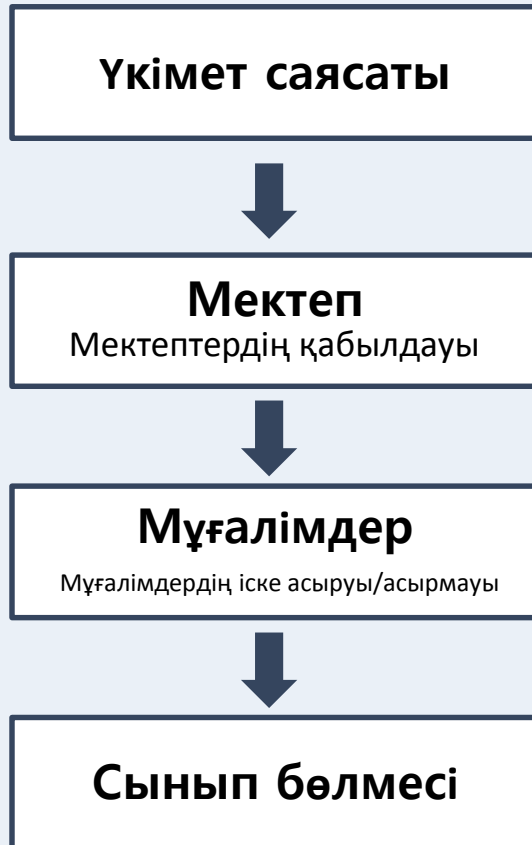 Үкімет саясаты
Мектеп
Мектептердің қабылдауы
Мұғалімдер
Мұғалімдердің іске асыруы/асырмауы
Сынып бөлмесі